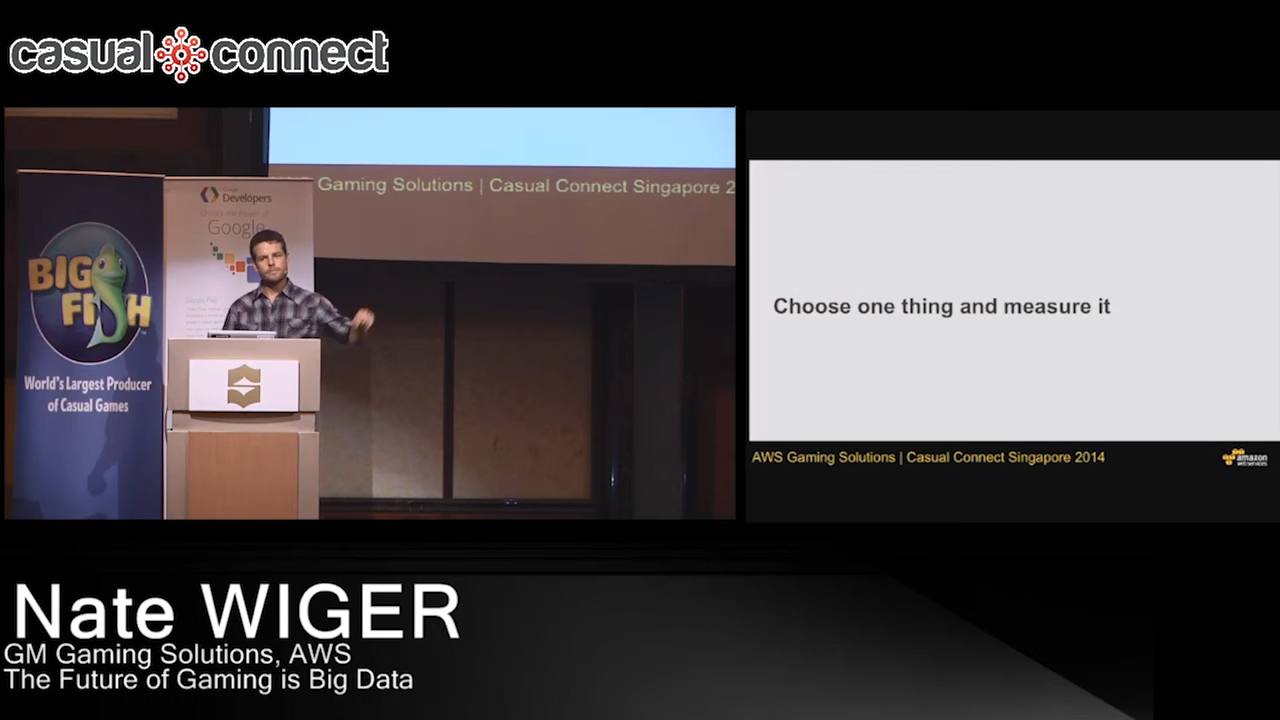 casual connect
Gaming Solutions | Casual Connect Singapore 2
Developers
Google
BIG
FISH
World's Largest Producer
of Casual Games
Choose one thing and measure it
AWS Gaming Solutions | Casual Connect Singapore 2014
amazon
web services
Nate WIGER
GM Gaming Solutions, AWS
The Future of Gaming is Big Data